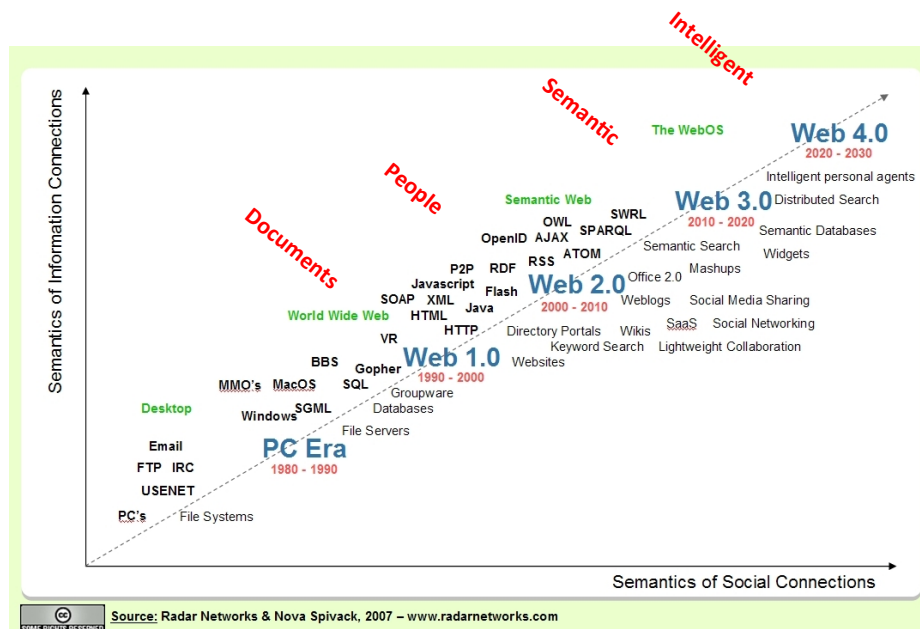 Intelligent
Semantic
People
Documents
Semantics of Information Connections
The WebOS
Web 4.0
2020 - 2030
Intelligent personal agents
Semantic Web
SWRL
Web 3.0
Distributed Search
OWL
2010 - 2020
OpenID AJAX SPARQL
Semantic Databases
Semantic Search
ATOM
Widgets
RSS
P2P RDF
Mashups
Javascript
Web 2.0
Office 2.0
Flash
SOAP XML
2000 - 2010
Weblogs Social Media Sharing
Java
World Wide Web
HTML
HTTP
Directory Portals Wikis SaaS Social Networking
VR
Keyword Search Lightweight Collaboration
BBS
Web 1.0
Websites
Gopher
1990 - 2000
MMO's MacOS SQL
Groupware
Desktop
Windows SGML
Databases
File Servers
Email
PC Era
FTP IRC
1980 - 1990
USENET
PC's
File Systems
Semantics of Social Connections
cc
SOME RIGHTS RESERVED
Source: Radar Networks & Nova Spivack, 2007 – www.radarnetworks.com